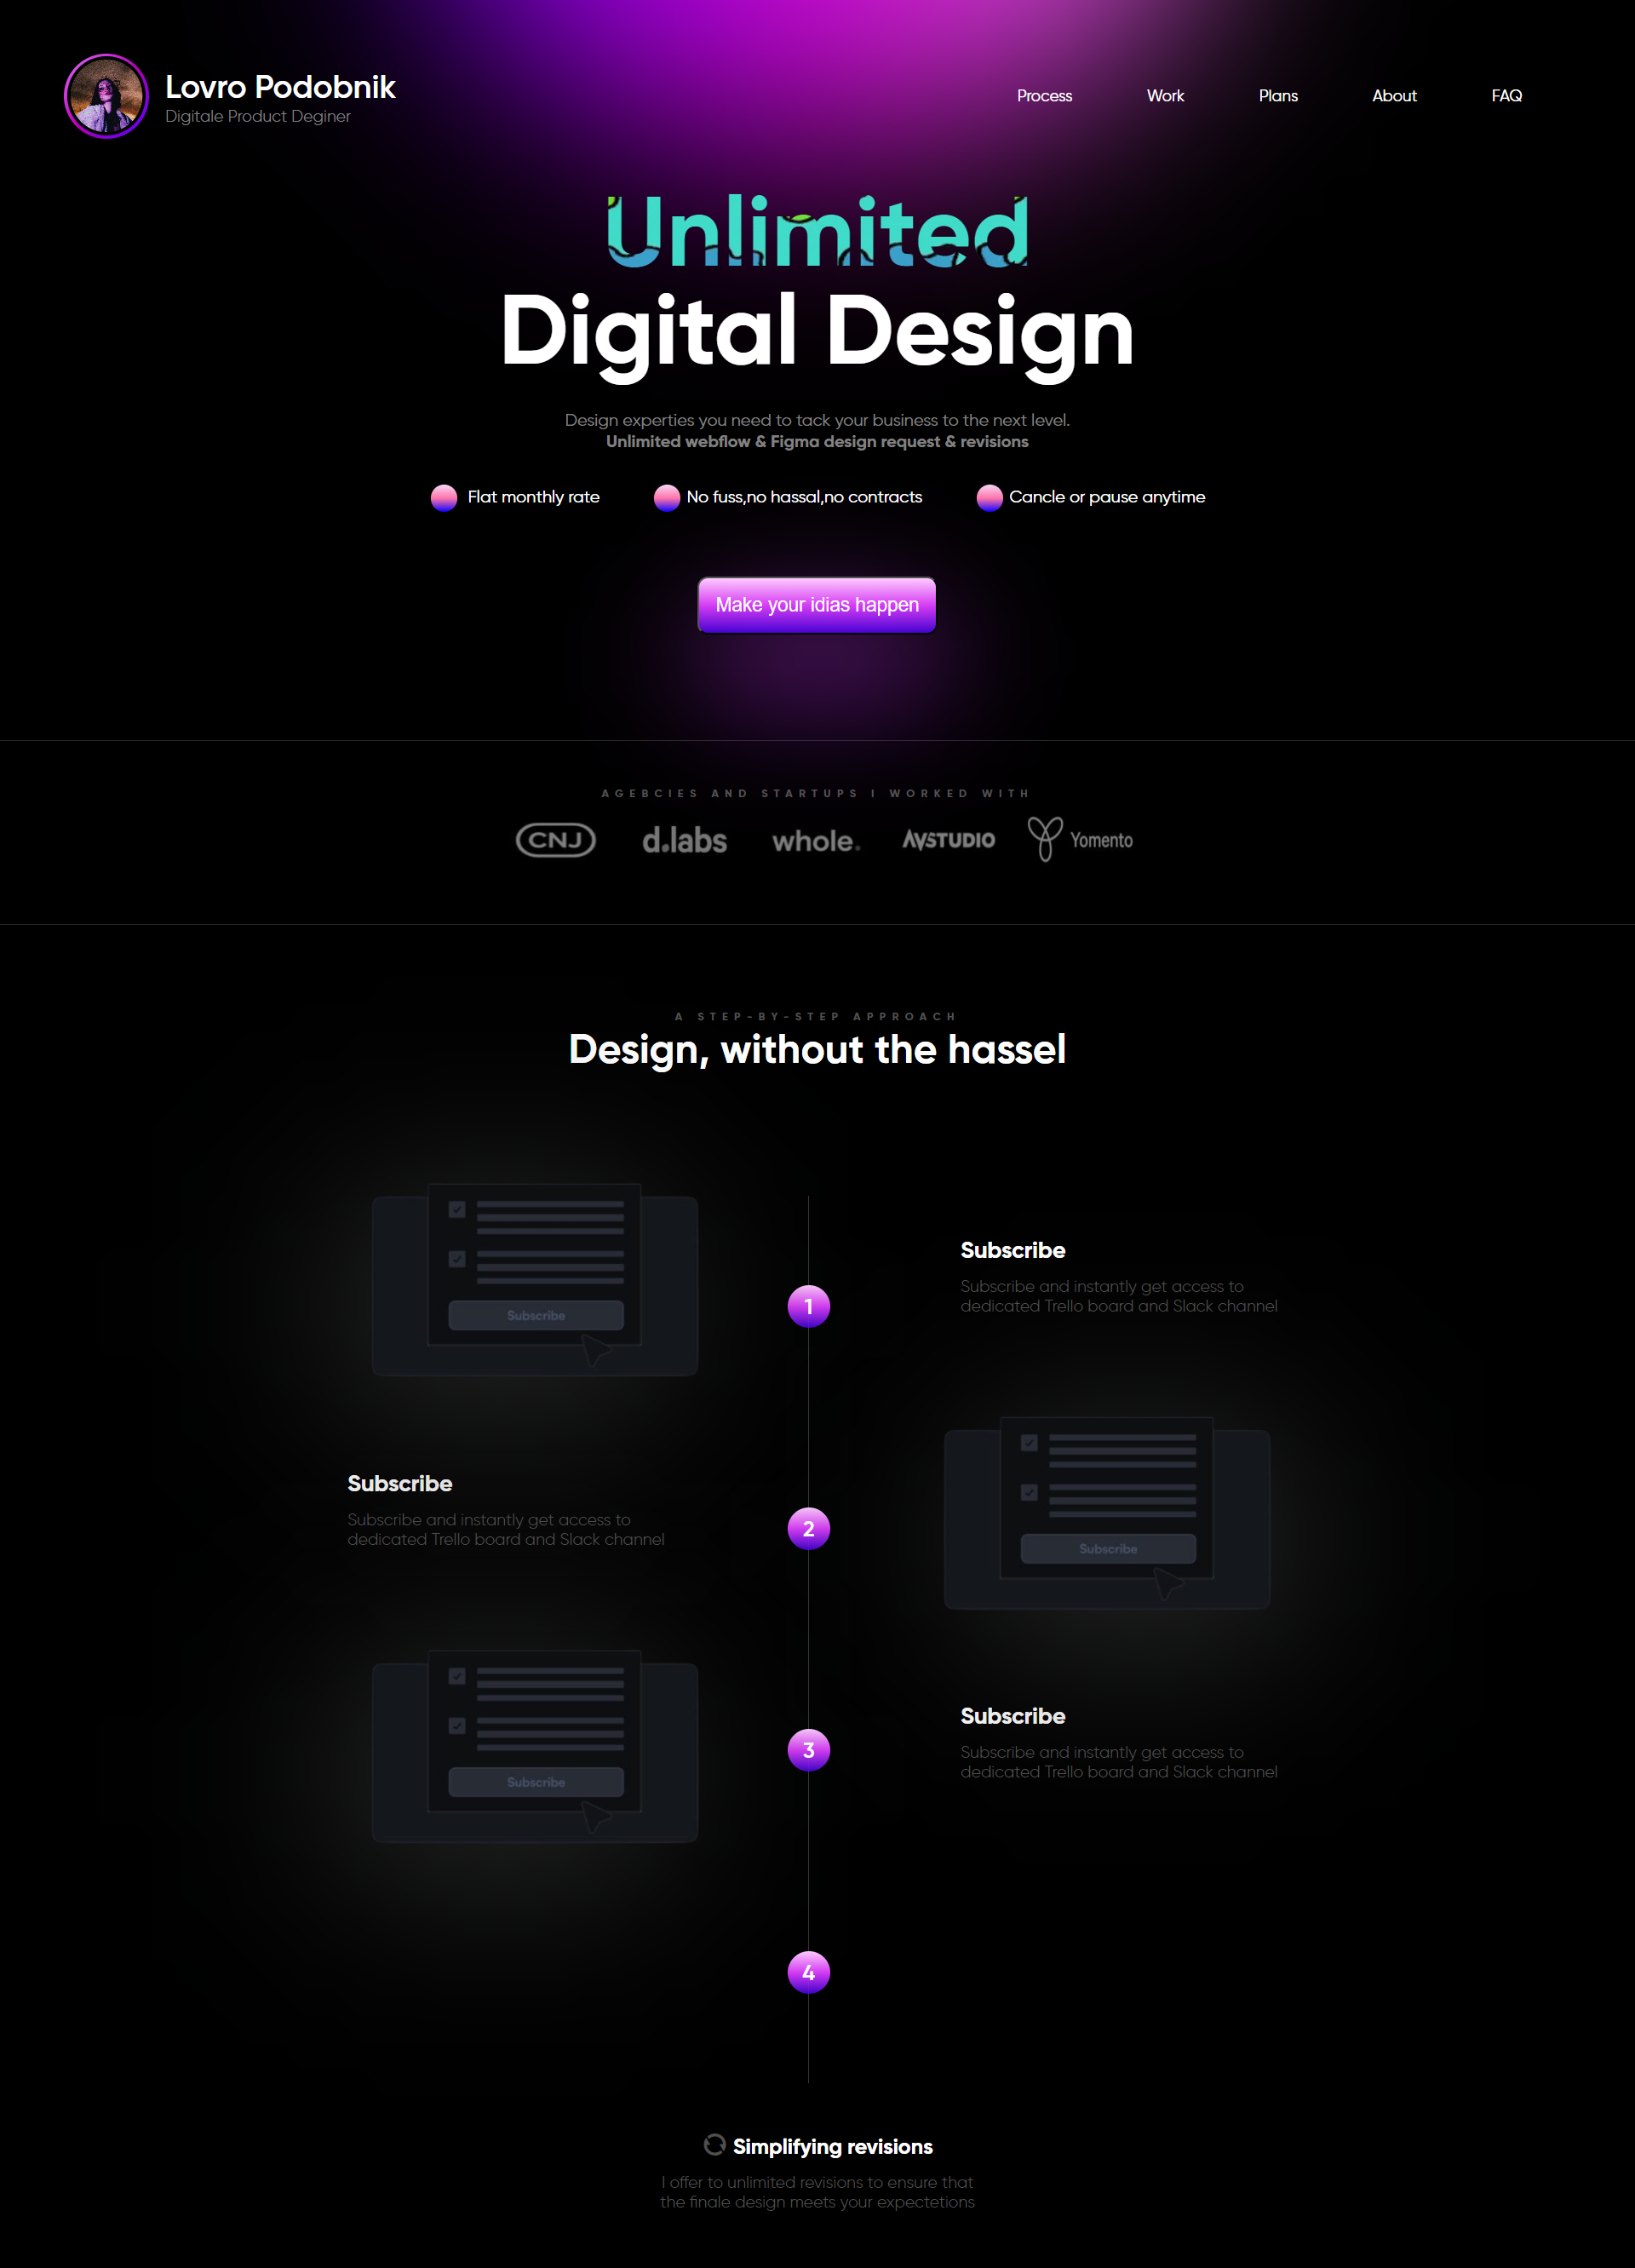 Lovro Podobnik
Digitale Product Deginer
Process
Work
Plans
About
FAQ
Unlimited
Digital Design
Design experties you need to tack your business to the next level.
Unlimited webflow & Figma design request & revisions
Flat monthly rate
No fuss,no hassal,no contracts
Cancle or pause anytime
Make your idias happen
AGEBCIES AND STARTUPS I WORKED WITH
CNJ
d.labs
whole.
AVSTUDIO
Yomento
A STEP-BY-STEP APPROACH
Design, without the hassel
Subscribe
1
Subscribe
Subscribe and instantly get access to
dedicated Trello board and Slack channel
Subscribe
Subscribe and instantly get access to
dedicated Trello board and Slack channel
2
Subscribe
Subscribe
3
Subscribe
Subscribe and instantly get access to
dedicated Trello board and Slack channel
4
Simplifying revisions
I offer to unlimited revisions to ensure that
the finale design meets your expectetions